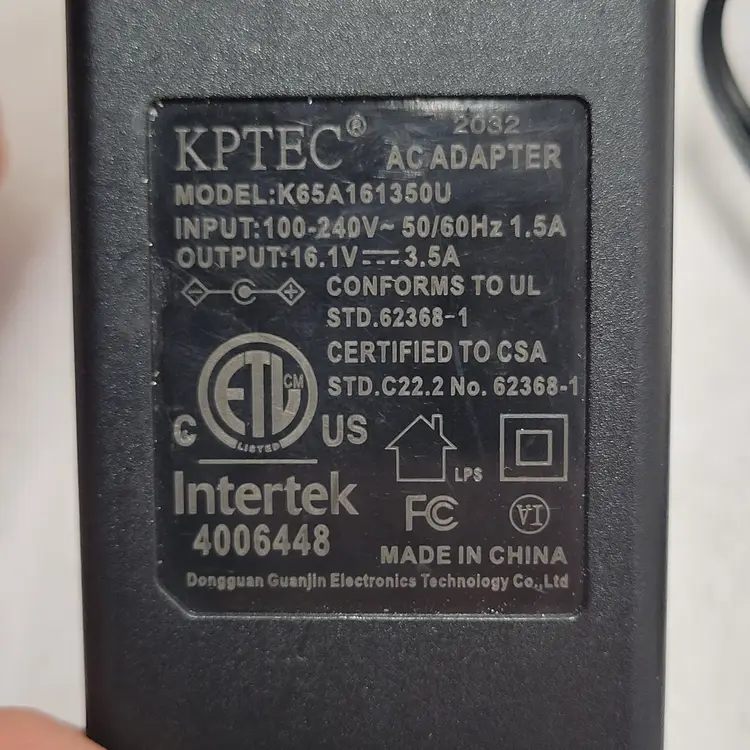 2032
KPTEC® AC ADAPTER
MODEL:K65A161350U
INPUT:100-240V~ 50/60Hz 1.5A
OUTPUT:16.1V⎓3.5A
CONFORMS TO UL
STD.62368-1
CERTIFIED TO CSA
STD.C22.2 No. 62368-1
ETL CM
LISTED
C US
LPS
Intertek
4006448
FC VI
MADE IN CHINA
Dongguan Guanjin Electronics Technology Co.,Ltd